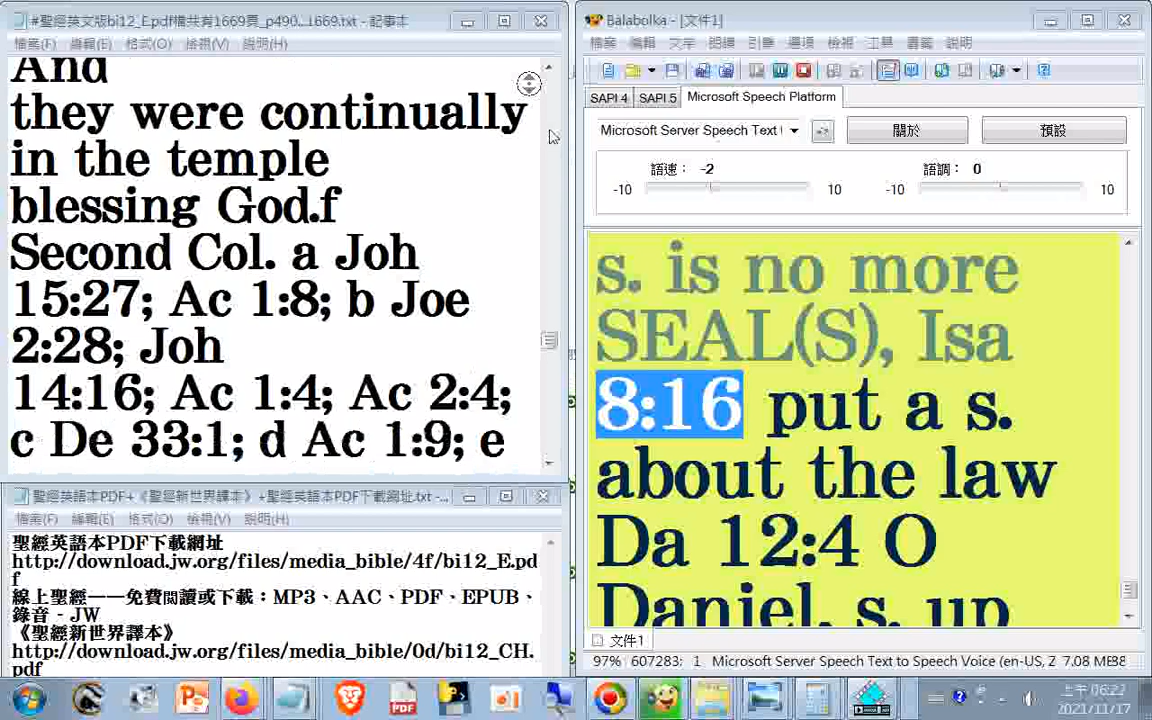 #聖經英文版bi12_E.pdf檔共有1669頁_p490...1669.txt - 記事本
檔案(F) 編輯(E) 格式(O) 檢視(V) 說明(H)
And
they were continually
in the temple
blessing God.f
Second Col. a Joh
15:27; Ac 1:8; b Joe
2:28; Joh
14:16; Ac 1:4; Ac 2:4;
c De 33:1; d Ac 1:9; e
聖經英語本PDF+《聖經新世界譯本》+聖經英語本PDF下載網址.txt - ...
檔案(F) 編輯(E) 格式(O) 檢視(V) 說明(H)
聖經英語本PDF下載網址
http://download.jw.org/files/media_bible/4f/bi12_E.pd
f
線上聖經——免費閱讀或下載：MP3、AAC、PDF、EPUB、
錄音 - JW
《聖經新世界譯本》
http://download.jw.org/files/media_bible/0d/bi12_CH.
pdf
Balabolka - [文件1]
檔案 編輯 文字 朗讀 引擎 選項 檢視 工具 書籤 說明
SAPI 4 SAPI 5 Microsoft Speech Platform
Microsoft Server Speech Text 關於 預設
語速： -2 語調： 0
-10 10 -10 10
s. is no more
SEAL(S), Isa
8:16 put a s.
about the law
Da 12:4 O
Daniel, s. up
文件1
97% 607283: 1 Microsoft Server Speech Text to Speech Voice (en-US, Z 7.08 MB
PDF
上午 06:22
2021/11/17